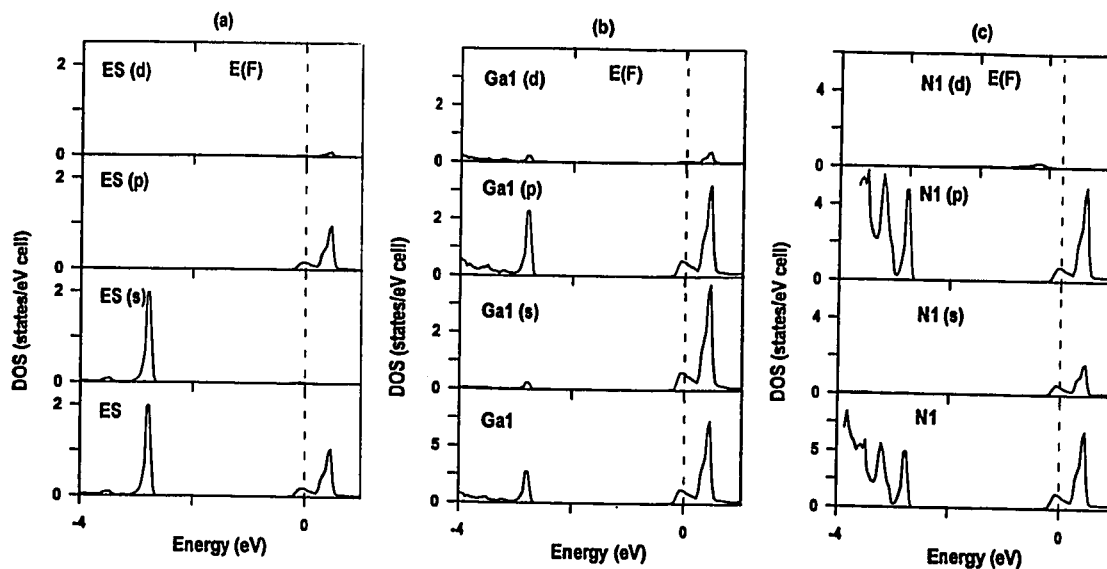 (a)
(b)
(c)
DOS (states/eV cell)
2
0
ES (d)
E(F)
2
0
ES (p)
2
0
ES (s)
2
0
ES
-4
0
Energy (eV)
DOS (states/eV cell)
2
0
Ga1 (d)
E(F)
2
0
Ga1 (p)
2
0
Ga1 (s)
5
0
Ga1
-4
0
Energy (eV)
DOS (states/eV cell)
4
0
N1 (d)
E(F)
4
0
N1 (p)
4
0
N1 (s)
5
0
N1
-4
0
Energy (eV)